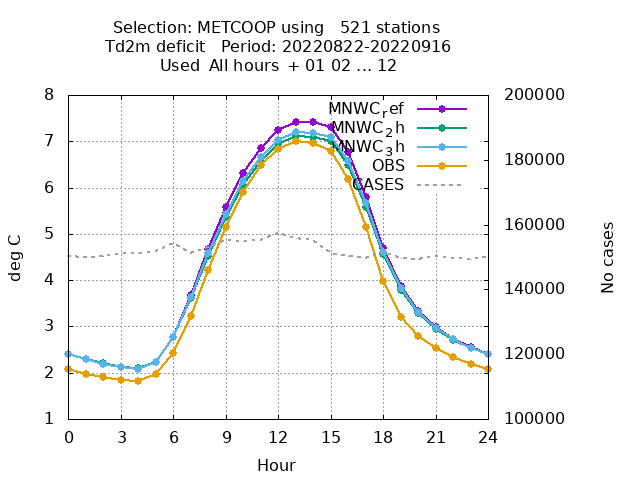 Selection: METCOOP using   521 stations
Td2m deficit   Period: 20220822-20220916
Used  All hours  + 01 02 ... 12
8
7
6
5
4
3
2
1
deg C
200000
180000
160000
140000
120000
100000
No cases
MNWC_ref
MNWC_2h
MNWC_3h
OBS
CASES
0 3 6 9 12 15 18 21 24
Hour